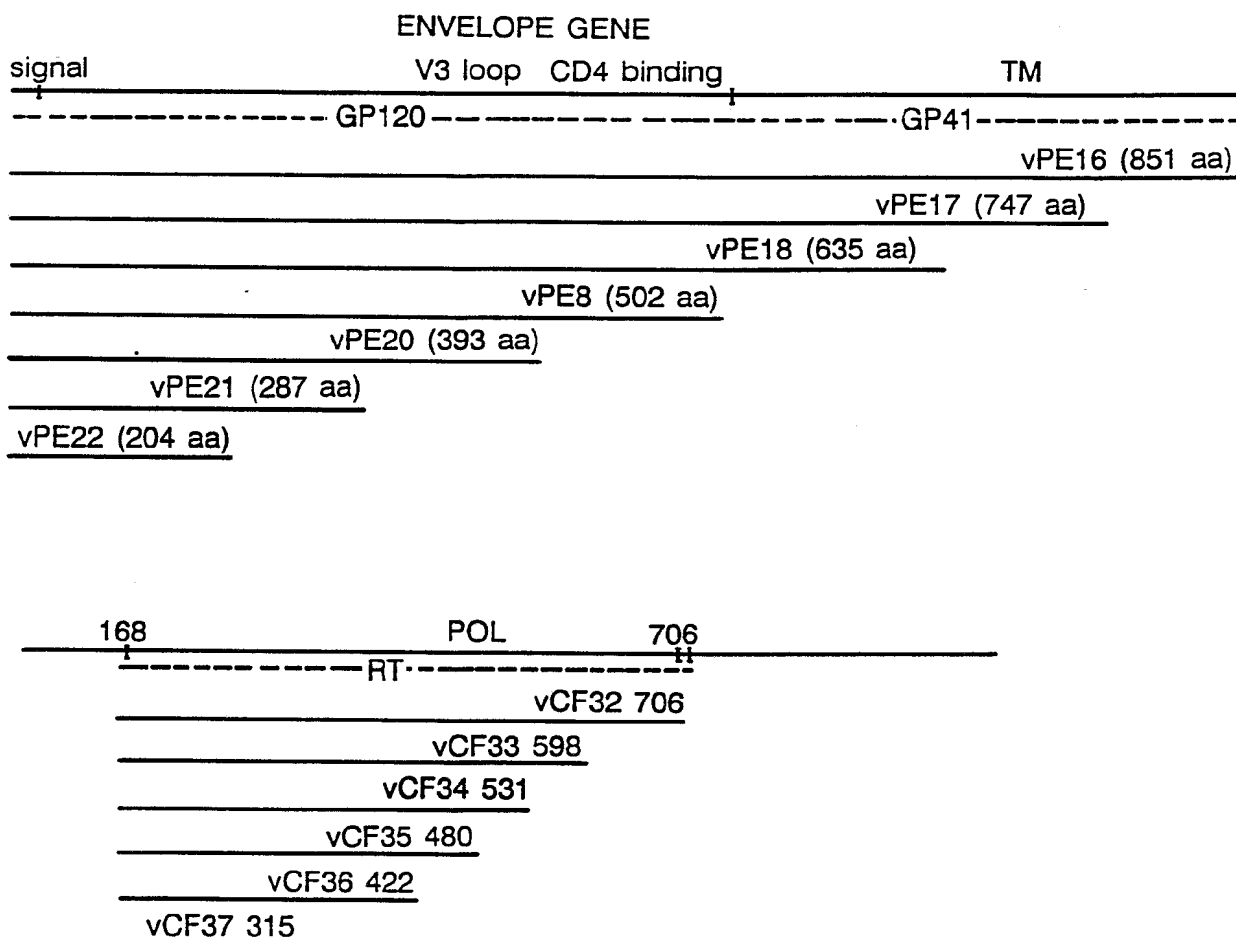 ENVELOPE GENE
signal V3 loop CD4 binding TM
GP120 GP41
vPE16 (851 aa)
vPE17 (747 aa)
vPE18 (635 aa)
vPE8 (502 aa)
vPE20 (393 aa)
vPE21 (287 aa)
vPE22 (204 aa)
168 POL 706
RT
vCF32 706
vCF33 598
vCF34 531
vCF35 480
vCF36 422
vCF37 315